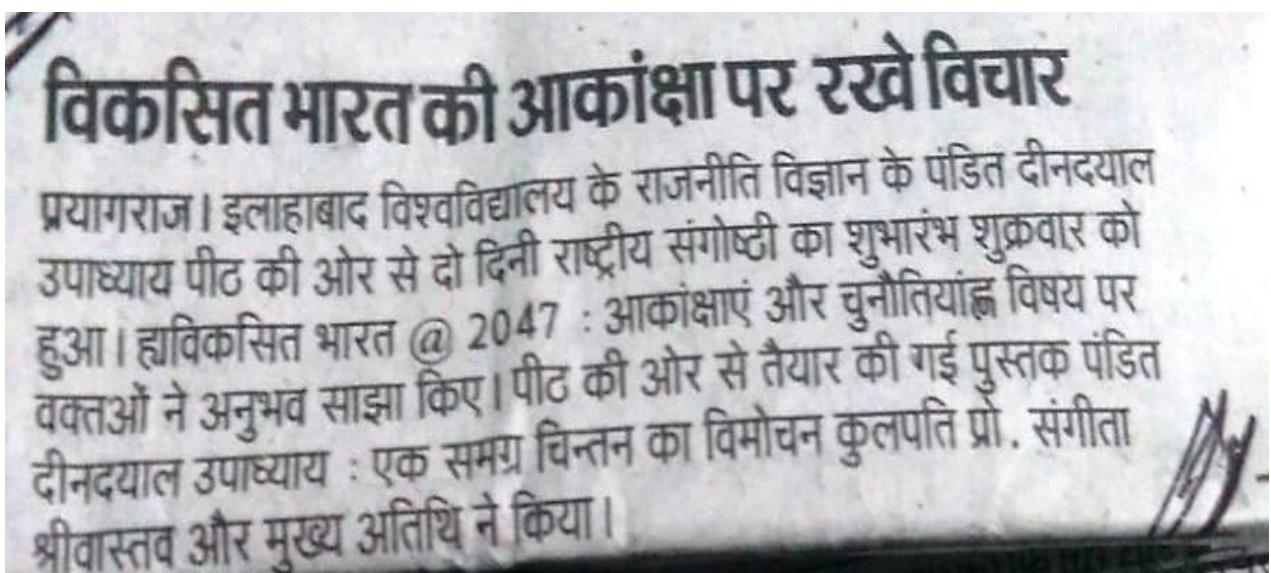 विकसित भारत की आकांक्षा पर रखे विचार
प्रयागराज। इलाहाबाद विश्वविद्यालय के राजनीति विज्ञान के पंडित दीनदयाल
उपाध्याय पीठ की ओर से दो दिनी राष्ट्रीय संगोष्ठी का शुभारंभ शुक्रवार को
हुआ। ह्यविकसित भारत @ 2047 : आकांक्षाएं और चुनौतियांह्ल विषय पर
वक्तओं ने अनुभव साझा किए। पीठ की ओर से तैयार की गई पुस्तक पंडित
दीनदयाल उपाध्याय : एक समग्र चिन्तन का विमोचन कुलपति प्रो. संगीता
श्रीवास्तव और मुख्य अतिथि ने किया।